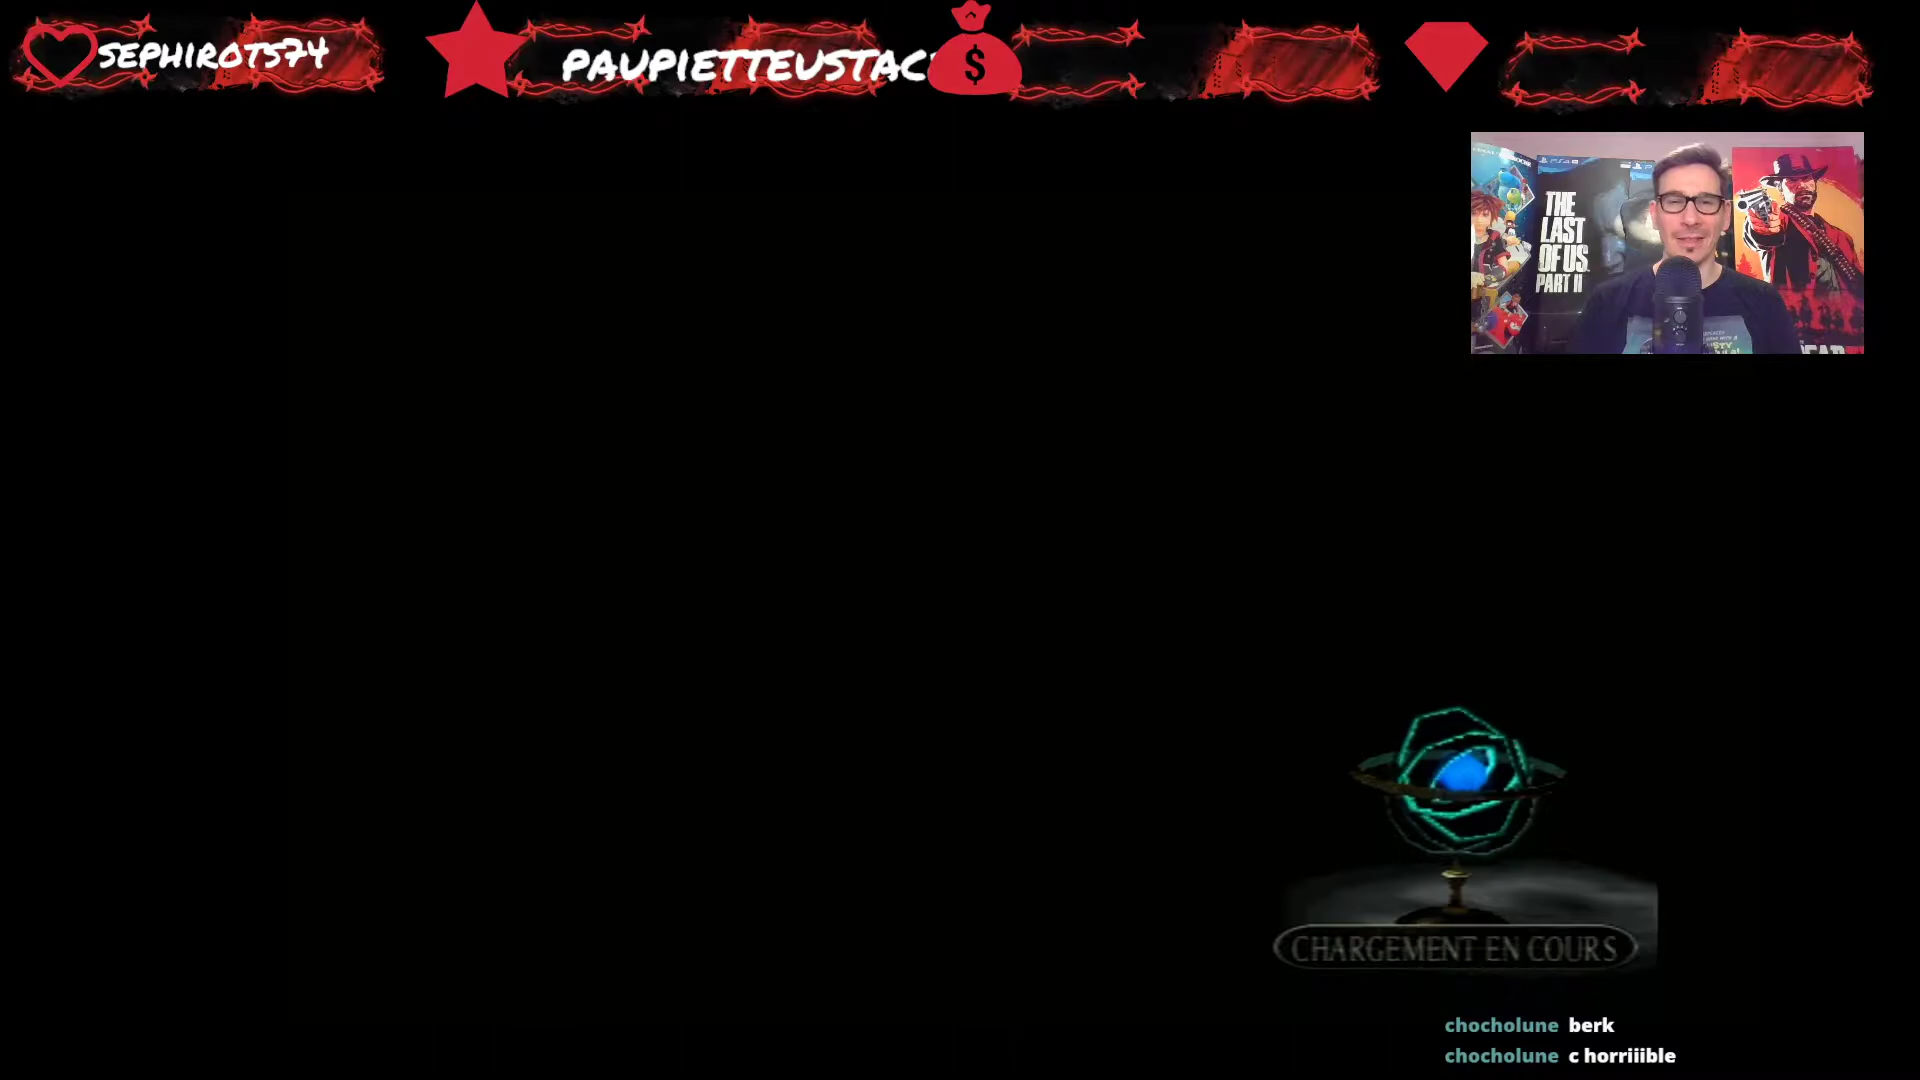 SEPHIROTS74
PAUPIETTEUSTAC
$
THE
LAST
OF US
PART II
CHARGEMENT EN COURS
chocholune berk
chocholune c horriiible